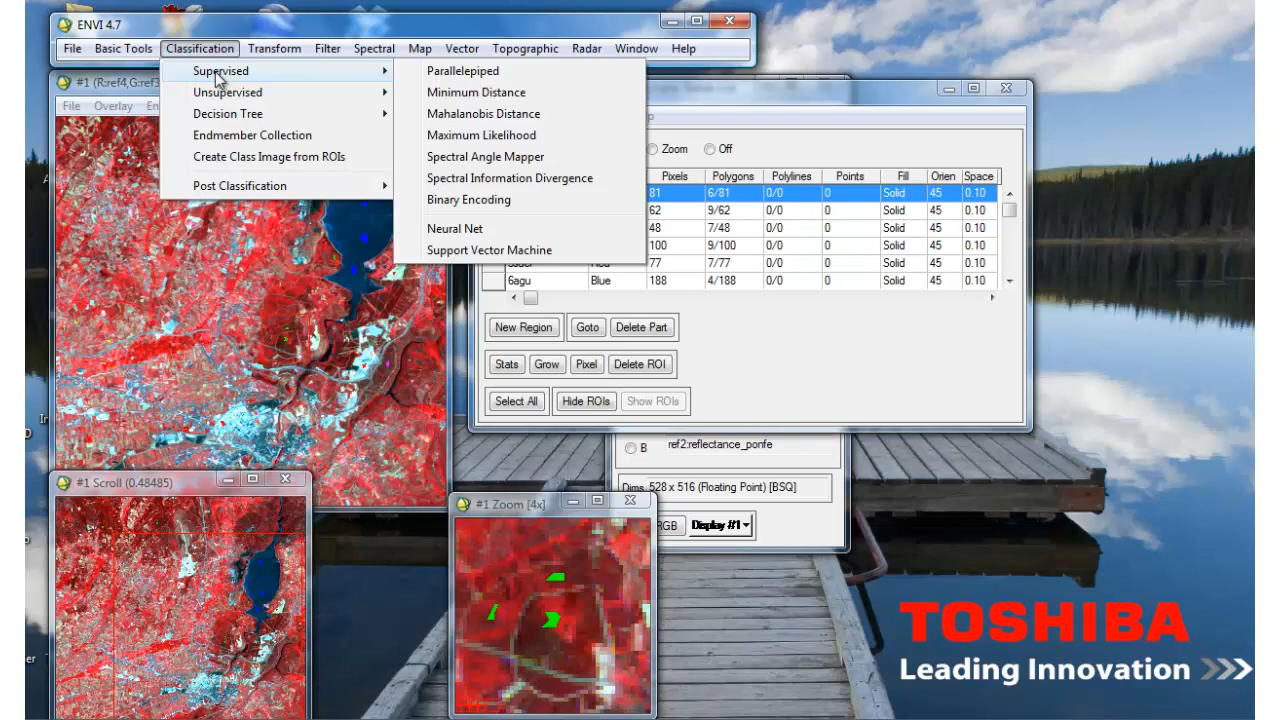 ENVI 4.7
File Basic Tools Classification Transform Filter Spectral Map Vector Topographic Radar Window Help
Supervised
Unsupervised
Decision Tree
Endmember Collection
Create Class Image from ROIs
Post Classification
Parallelepiped
Minimum Distance
Mahalanobis Distance
Maximum Likelihood
Spectral Angle Mapper
Spectral Information Divergence
Binary Encoding
Neural Net
Support Vector Machine
#1 (R:ref4,G:ref3
File Overlay En
Zoom Off
Pixels Polygons Polylines Points Fill Orien Space
81 6/81 0/0 0 Solid 45 0.10
62 9/62 0/0 0 Solid 45 0.10
48 7/48 0/0 0 Solid 45 0.10
100 9/100 0/0 0 Solid 45 0.10
77 7/77 0/0 0 Solid 45 0.10
6agu Blue 188 4/188 0/0 0 Solid 45 0.10
New Region Goto Delete Part
Stats Grow Pixel Delete ROI
Select All Hide ROIs Show ROIs
B ref2:reflectance_ponfe
Dims 528 x 516 (Floating Point) [BSQ]
RGB Display #1
#1 Scroll (0.48485)
#1 Zoom [4x]
TOSHIBA
Leading Innovation >>>